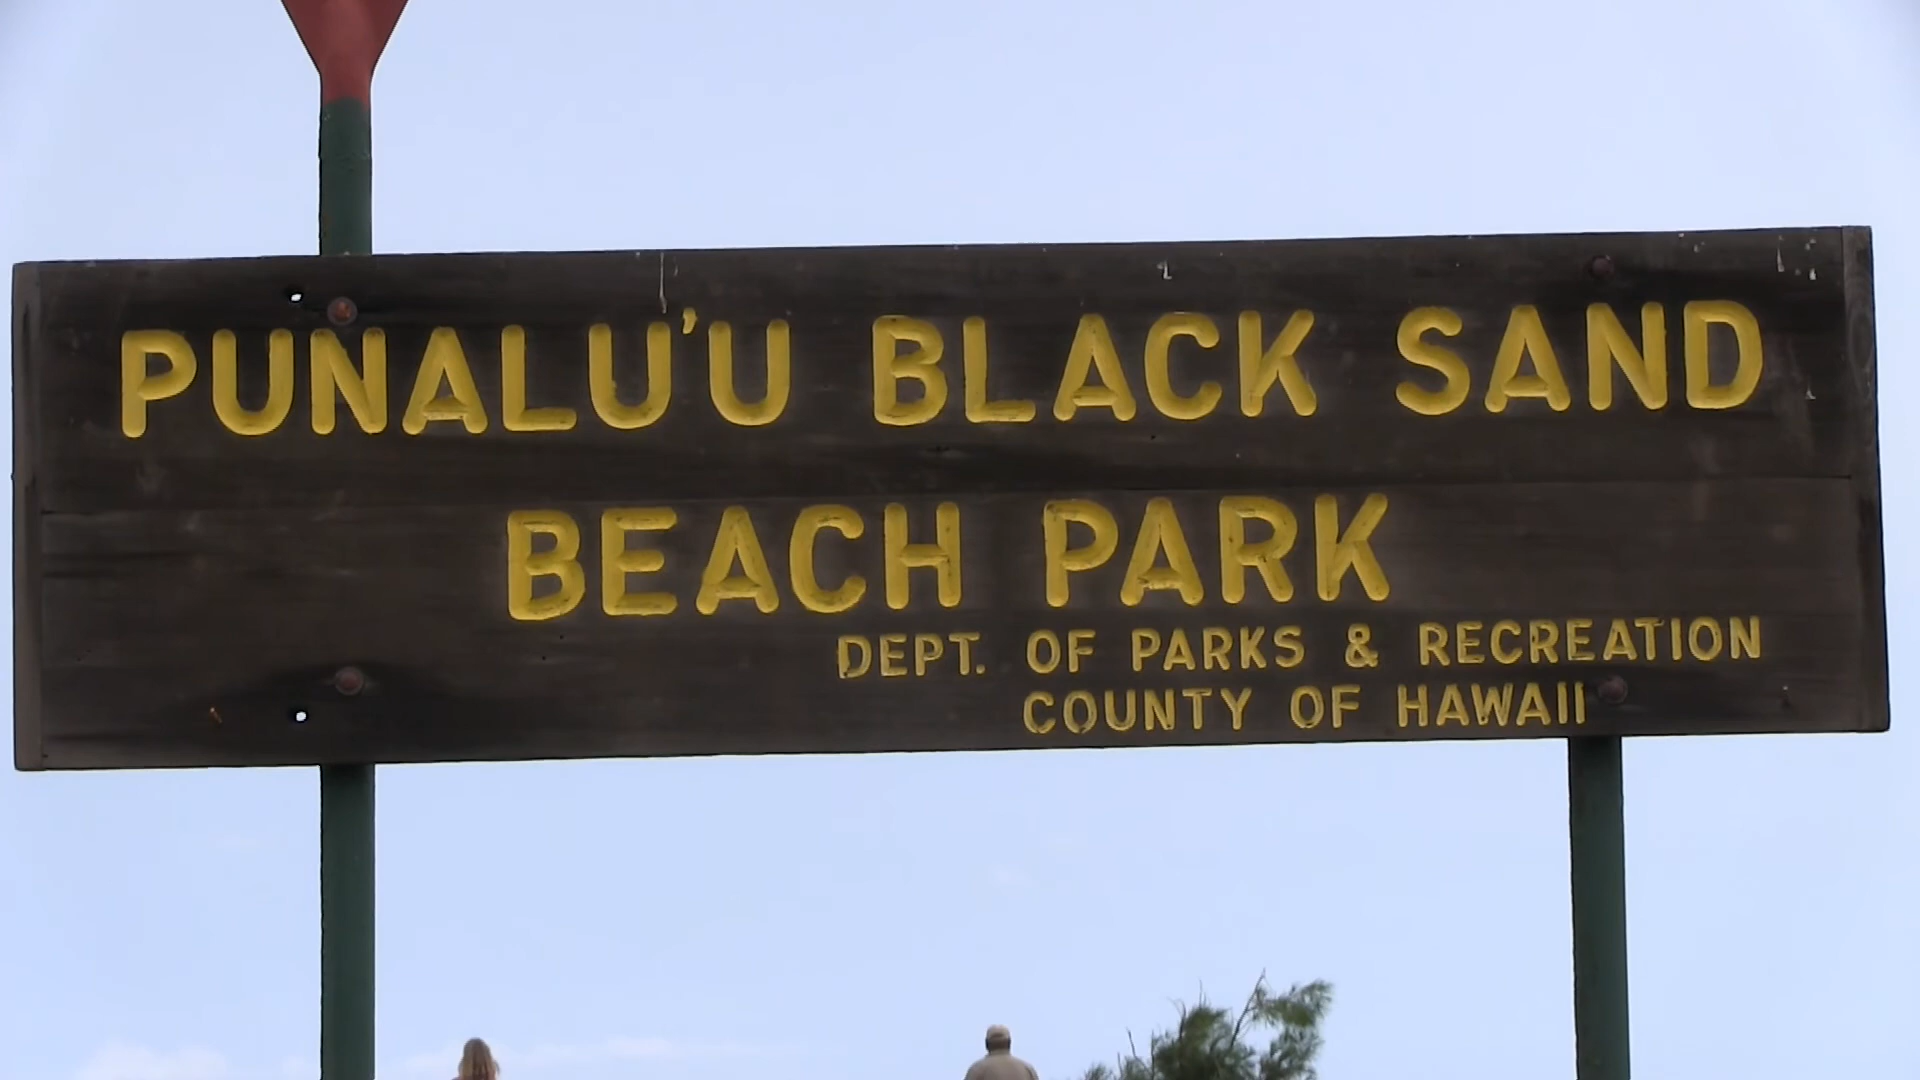 PUNALU'U BLACK SAND
BEACH PARK
DEPT. OF PARKS & RECREATION
COUNTY OF HAWAII